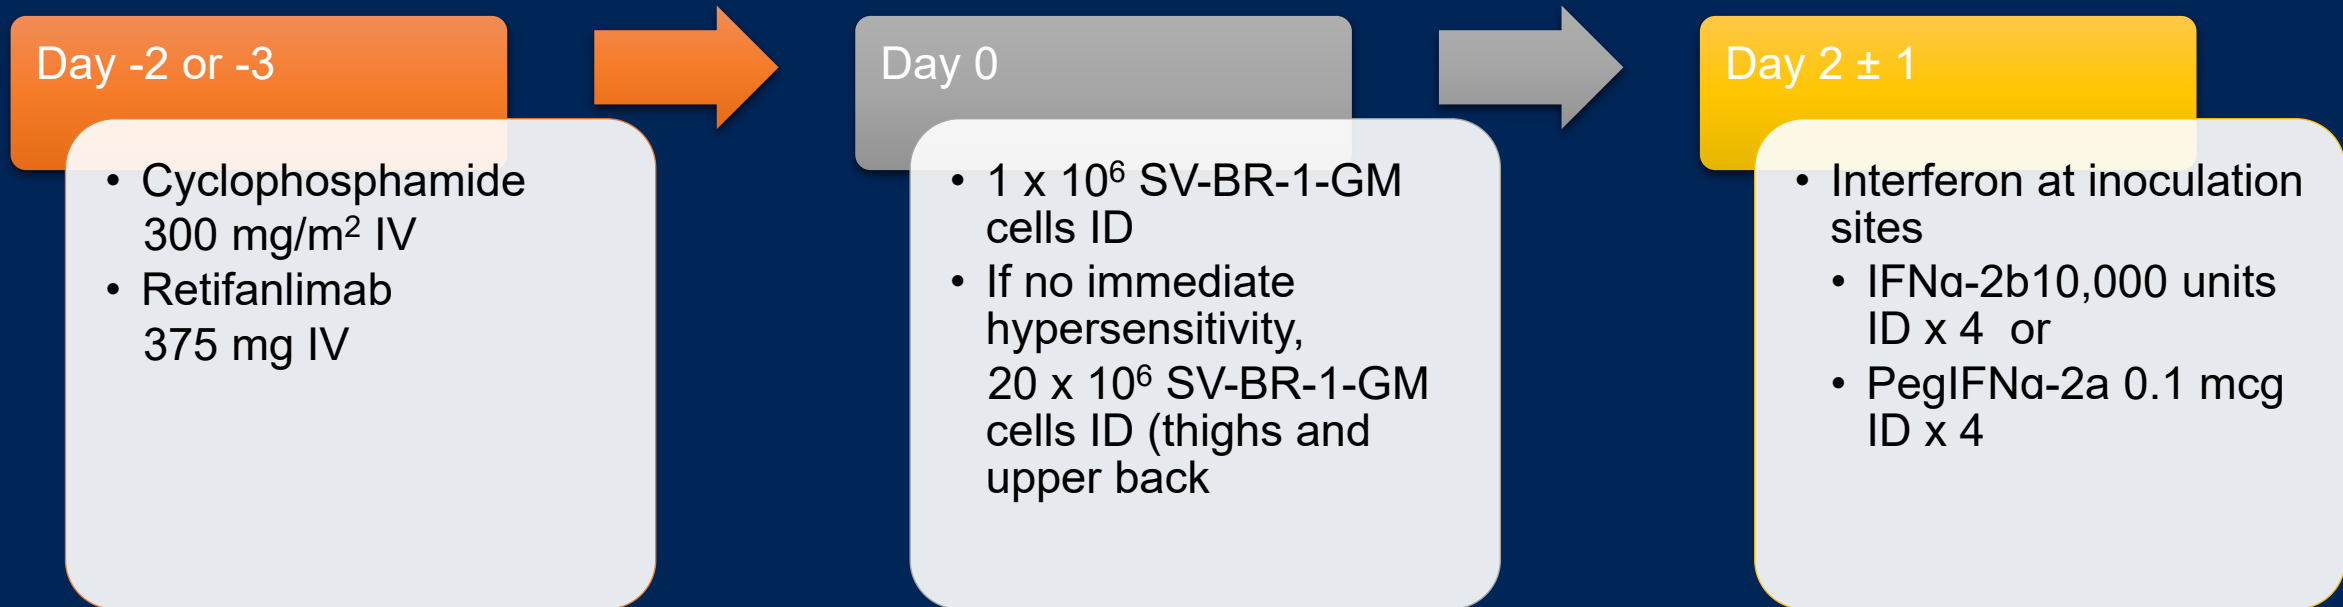 Day -2 or -3
• Cyclophosphamide
300 mg/m² IV
• Retifanlimab
375 mg IV
Day 0
• 1 x 10⁶ SV-BR-1-GM
cells ID
• If no immediate
hypersensitivity,
20 x 10⁶ SV-BR-1-GM
cells ID (thighs and
upper back
Day 2 ± 1
• Interferon at inoculation
sites
• IFNɑ-2b10,000 units
ID x 4 or
• PegIFNɑ-2a 0.1 mcg
ID x 4